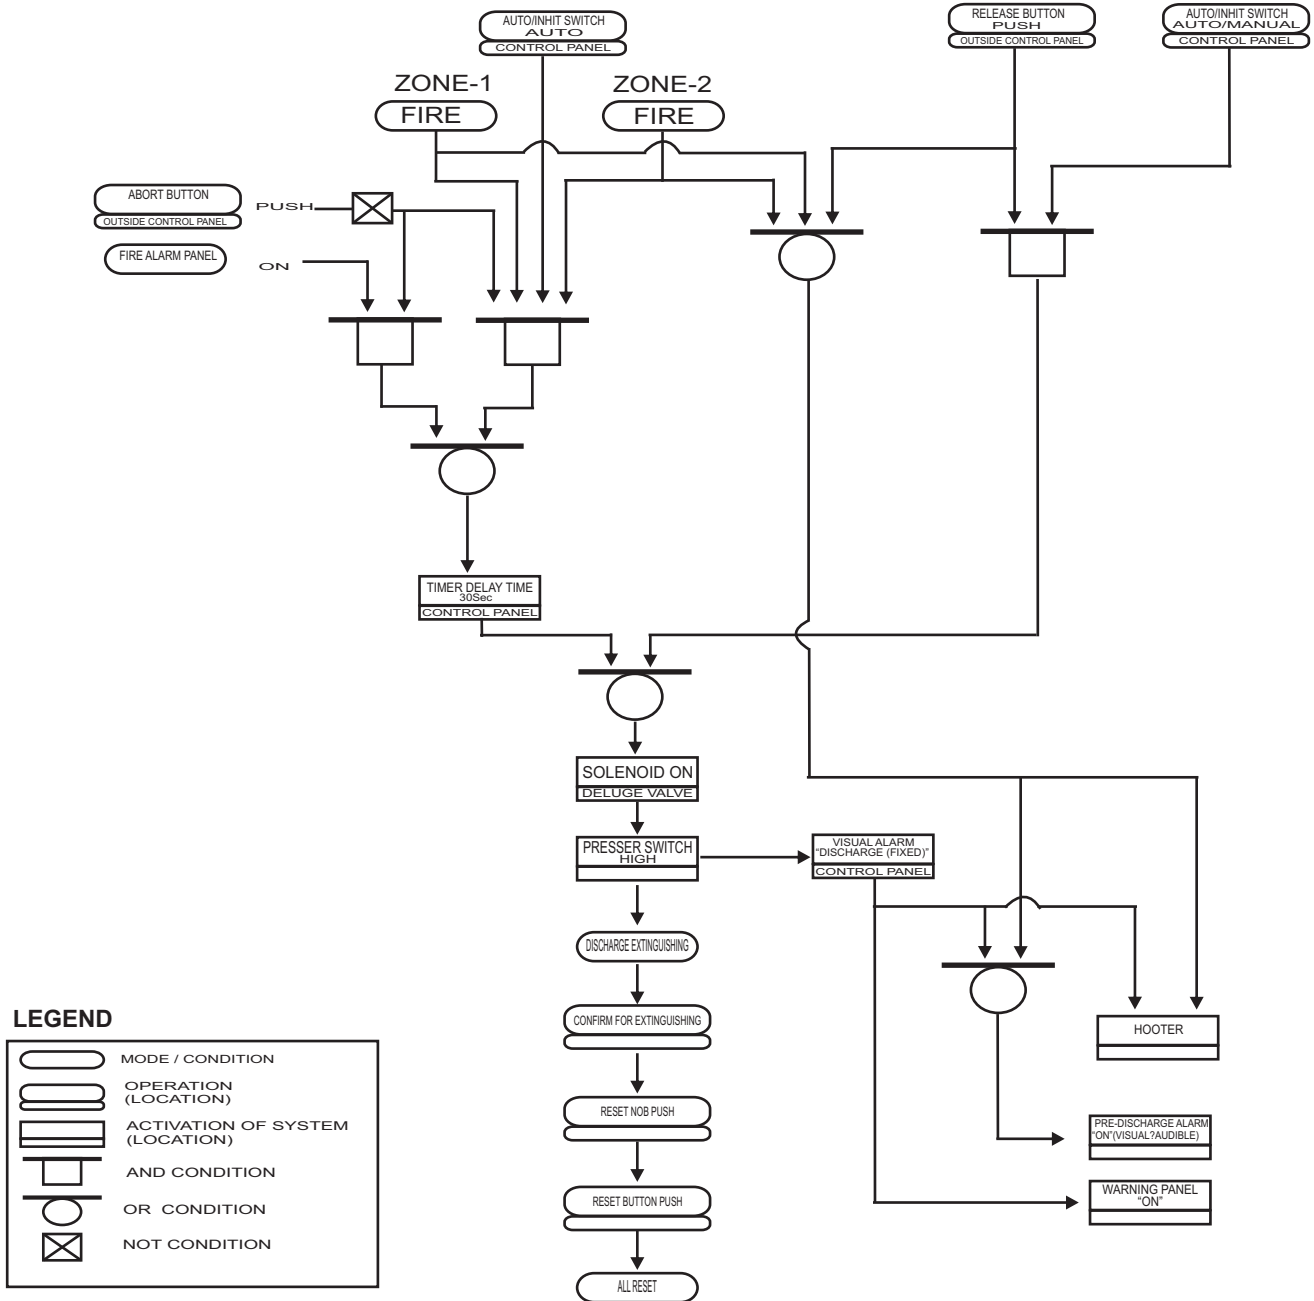 AUTO/INHIT SWITCH
AUTO
CONTROL PANEL
RELEASE BUTTON
PUSH
OUTSIDE CONTROL PANEL
AUTO/INHIT SWITCH
AUTO/MANUAL
CONTROL PANEL
ZONE-1
FIRE
ZONE-2
FIRE
ABORT BUTTON
OUTSIDE CONTROL PANEL
PUSH
FIRE ALARM PANEL
ON
TIMER DELAY TIME
30Sec
CONTROL PANEL
SOLENOID ON
DELUGE VALVE
PRESSER SWITCH
HIGH
VISUAL ALARM
"DISCHARGE (FIXED)"
CONTROL PANEL
DISCHARGE EXTINGUISHING
CONFIRM FOR EXTINGUISHING
HOOTER
RESET NOB PUSH
PRE-DISCHARGE ALARM
"ON"(VISUAL?AUDIBLE)
WARNING PANEL
"ON"
RESET BUTTON PUSH
ALL RESET
LEGEND
MODE / CONDITION
OPERATION
(LOCATION)
ACTIVATION OF SYSTEM
(LOCATION)
AND CONDITION
OR CONDITION
NOT CONDITION